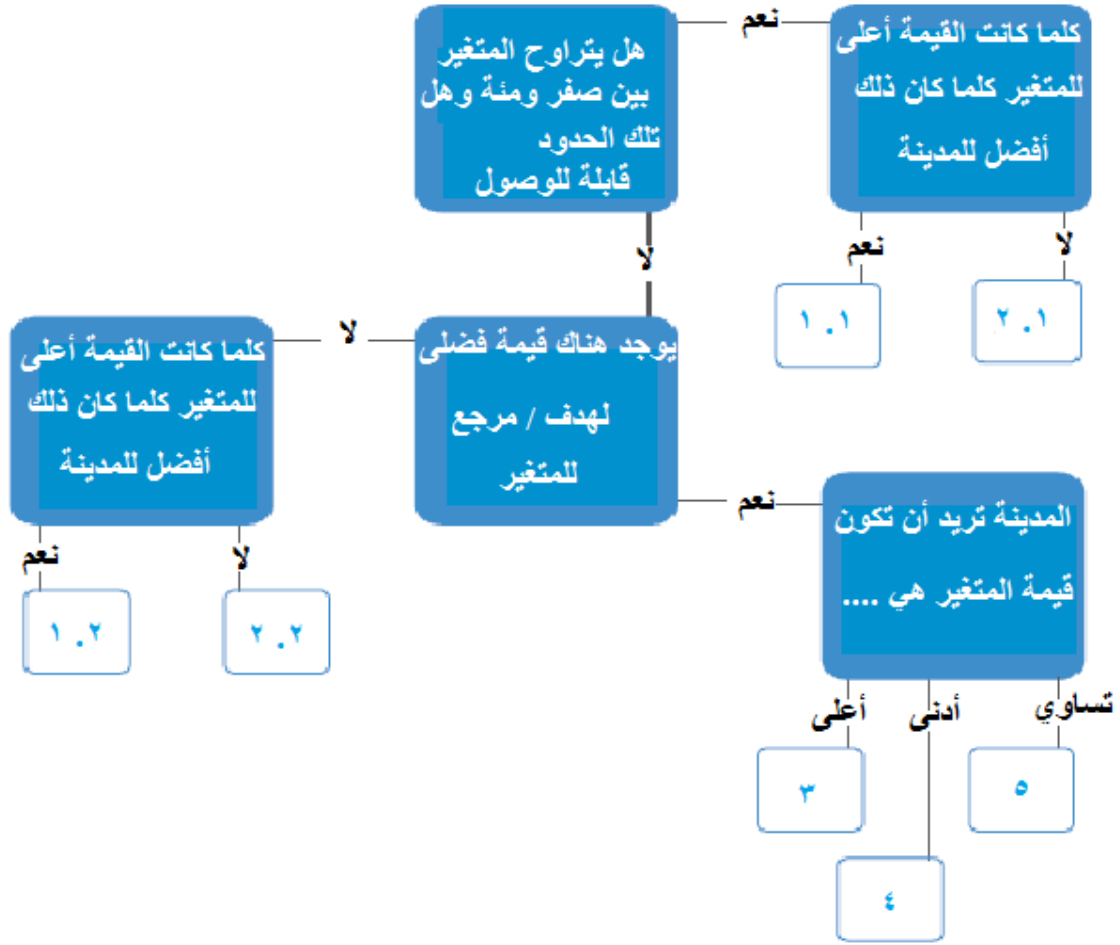 هل يتراوح المتغير
بين صفر ومئة وهل
تلك الحدود
قابلة للوصول
نعم
كلما كانت القيمة أعلى
للمتغير كلما كان ذلك
أفضل للمدينة
نعم
لا
١.١
٢.١
لا
يوجد هناك قيمة فضلى
لهدف / مرجع
للمتغير
لا
كلما كانت القيمة أعلى
للمتغير كلما كان ذلك
أفضل للمدينة
نعم
لا
١.٢
٢.٢
نعم
المدينة تريد أن تكون
قيمة المتغير هي ....
أعلى
أدنى
تساوي
٣
٤
٥